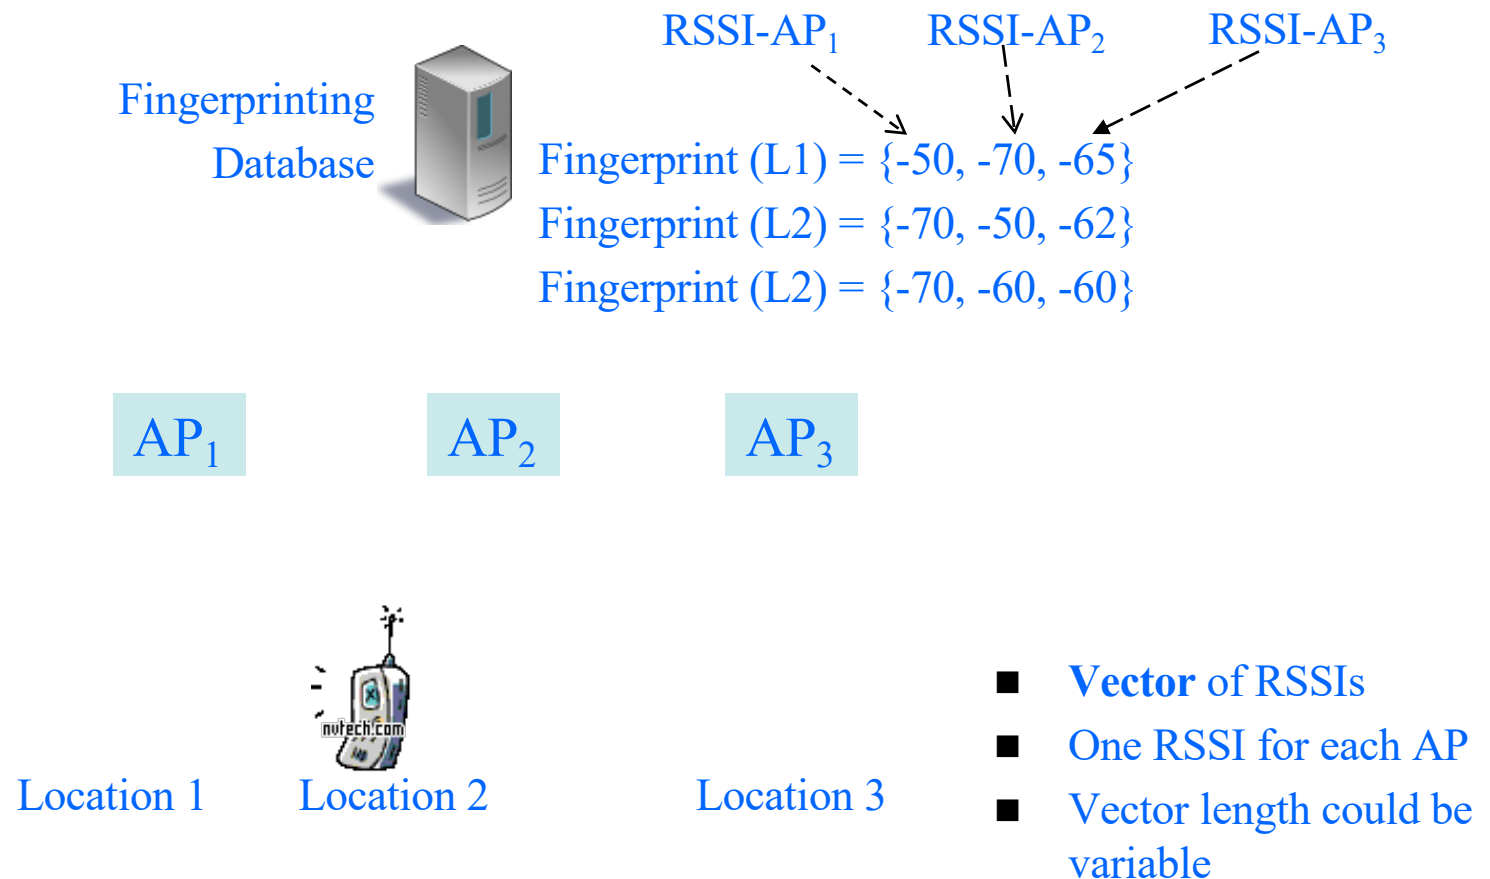 RSSI-AP1 RSSI-AP2 RSSI-AP3
Fingerprinting
Database
Fingerprint (L1) = {-50, -70, -65}
Fingerprint (L2) = {-70, -50, -62}
Fingerprint (L2) = {-70, -60, -60}
AP1 AP2 AP3
nvtech.com
Location 1 Location 2 Location 3
■ Vector of RSSIs
■ One RSSI for each AP
■ Vector length could be
variable